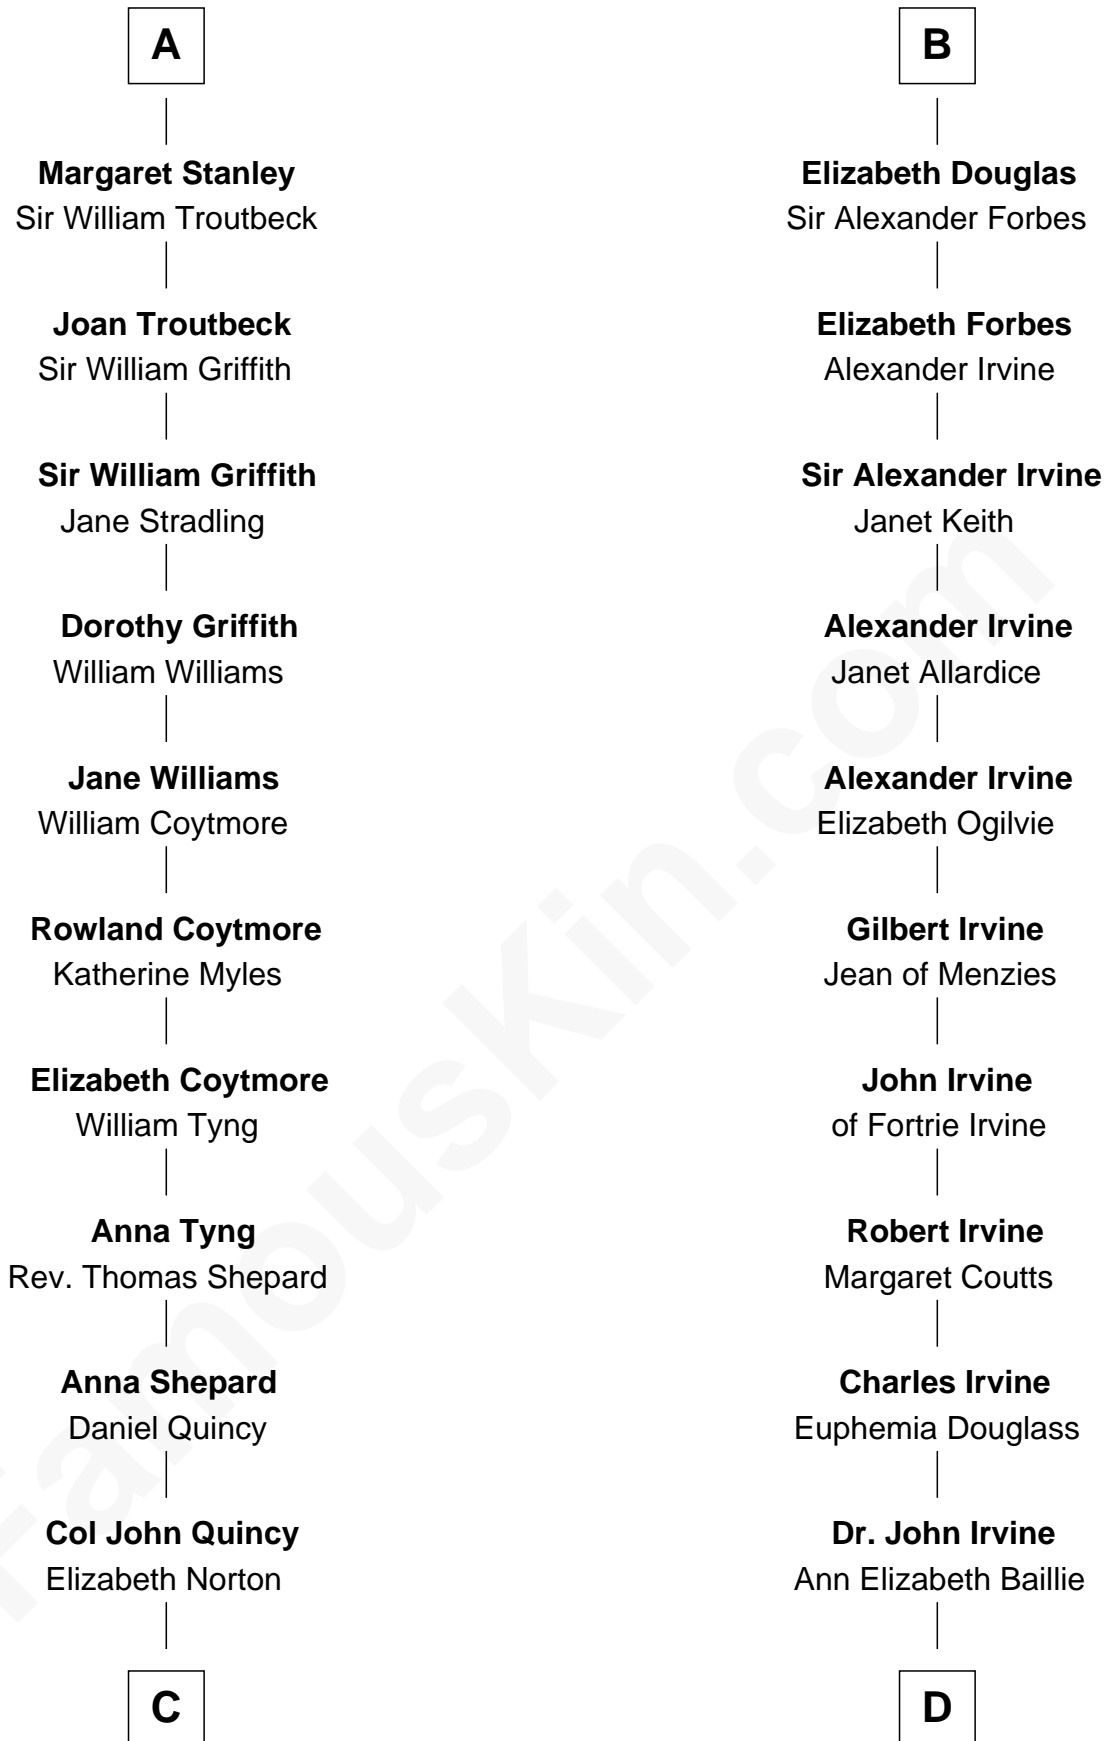 A
Margaret Stanley
Sir William Troutbeck
Joan Troutbeck
Sir William Griffith
Sir William Griffith
Jane Stradling
Dorothy Griffith
William Williams
Jane Williams
William Coytmore
Rowland Coytmore
Katherine Myles
Elizabeth Coytmore
William Tyng
Anna Tyng
Rev. Thomas Shepard
Anna Shepard
Daniel Quincy
Col John Quincy
Elizabeth Norton
C
B
Elizabeth Douglas
Sir Alexander Forbes
Elizabeth Forbes
Alexander Irvine
Sir Alexander Irvine
Janet Keith
Alexander Irvine
Janet Allardice
Alexander Irvine
Elizabeth Ogilvie
Gilbert Irvine
Jean of Menzies
John Irvine
of Fortrie Irvine
Robert Irvine
Margaret Coutts
Charles Irvine
Euphemia Douglass
Dr. John Irvine
Ann Elizabeth Baillie
D
FamousKin.com